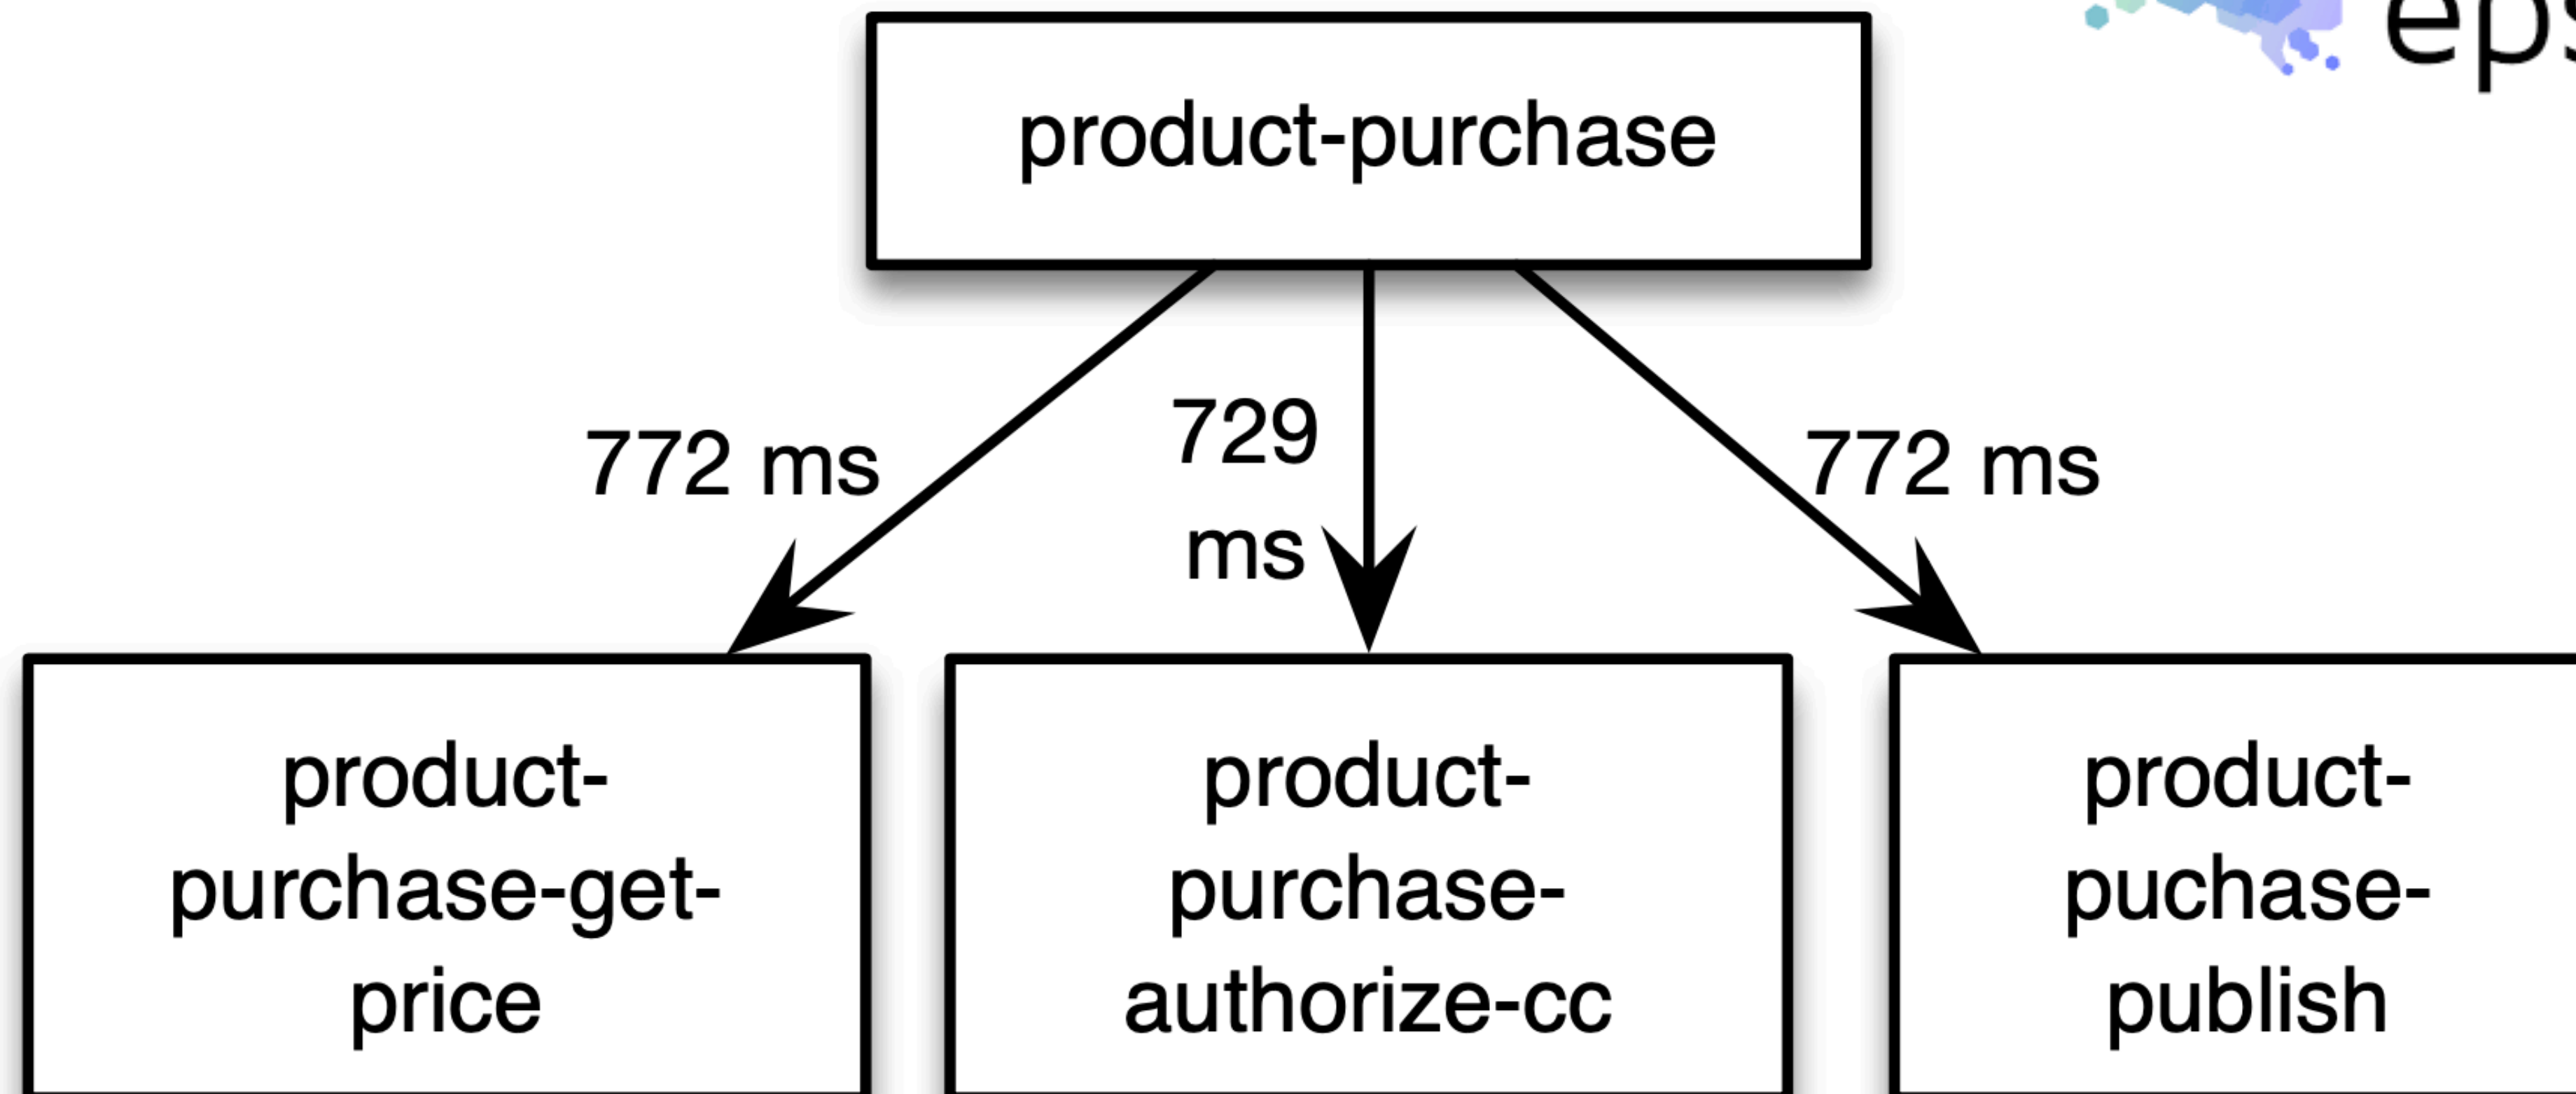 product-purchase
772 ms
729
ms
772 ms
product-
purchase-get-
price
product-
purchase-
authorize-cc
product-
puchase-
publish